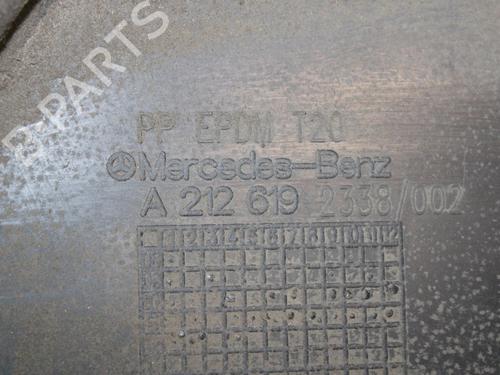 B-PARTS
PP EPDM T20
Mercedes-Benz
A 212 619 2338/002
1 2 3 4 5 6 7 8 9 10 11 12